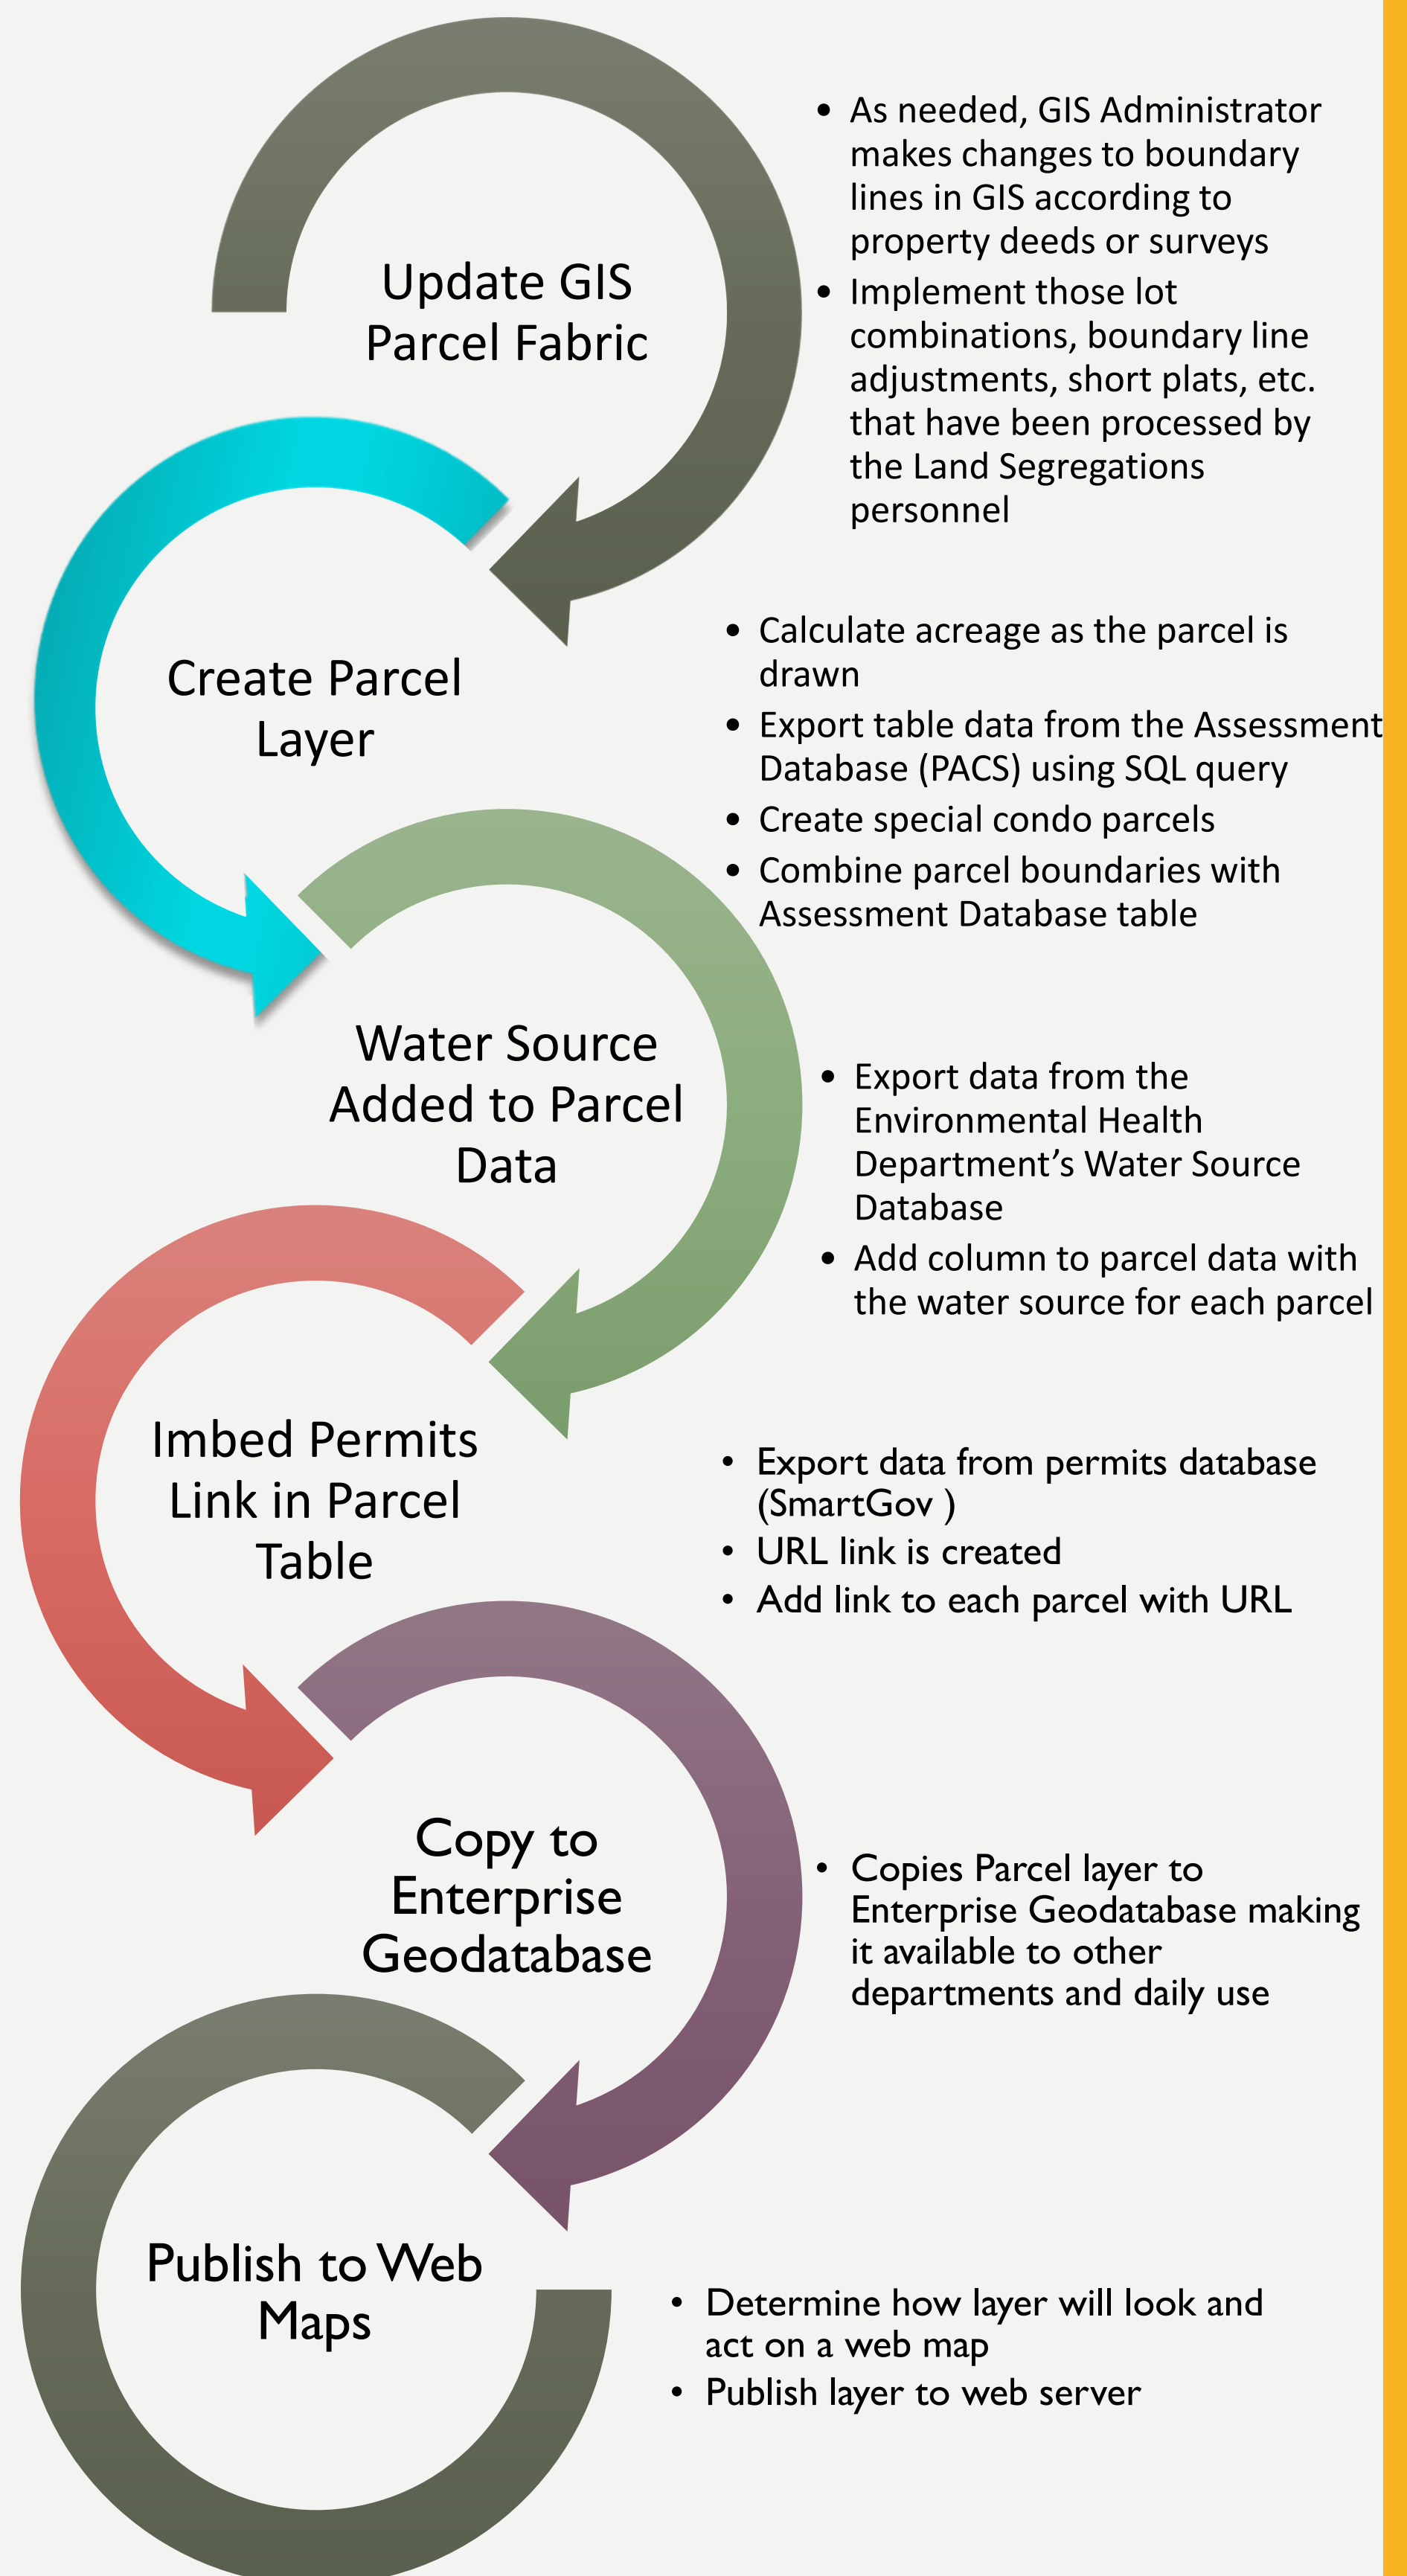 Update GIS
Parcel Fabric
• As needed, GIS Administrator
makes changes to boundary
lines in GIS according to
property deeds or surveys
• Implement those lot
combinations, boundary line
adjustments, short plats, etc.
that have been processed by
the Land Segregations
personnel
Create Parcel
Layer
• Calculate acreage as the parcel is
drawn
• Export table data from the Assessment
Database (PACS) using SQL query
• Create special condo parcels
• Combine parcel boundaries with
Assessment Database table
Water Source
Added to Parcel
Data
• Export data from the
Environmental Health
Department’s Water Source
Database
• Add column to parcel data with
the water source for each parcel
Imbed Permits
Link in Parcel
Table
• Export data from permits database
(SmartGov )
• URL link is created
• Add link to each parcel with URL
Copy to
Enterprise
Geodatabase
• Copies Parcel layer to
Enterprise Geodatabase making
it available to other
departments and daily use
Publish to Web
Maps
• Determine how layer will look and
act on a web map
• Publish layer to web server